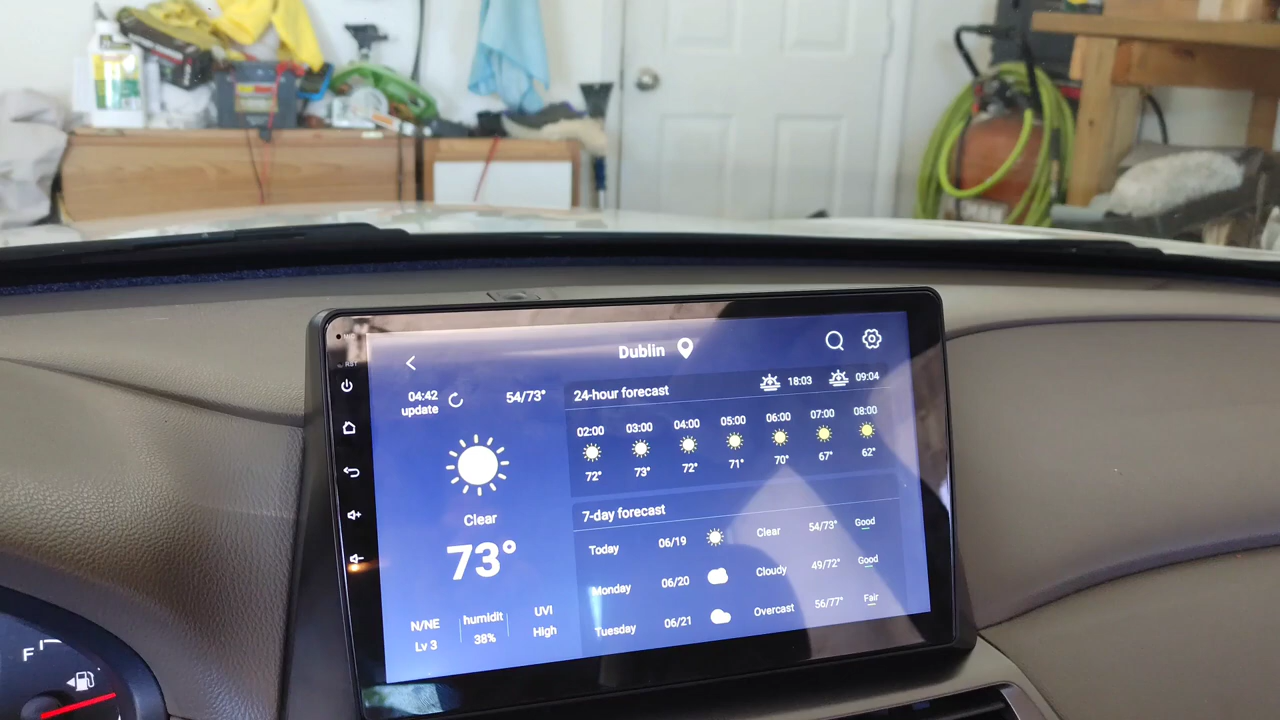 Dublin
04:42
update
54/73°
Clear
73°
N/NE
Lv 3
humidit
38%
UVI
High
24-hour forecast
18:03
09:04
02:00 03:00 04:00 05:00 06:00 07:00 08:00
72° 73° 72° 71° 70° 67° 62°
7-day forecast
Today 06/19 Clear 54/73° Good
Monday 06/20 Cloudy 49/72° Good
Tuesday 06/21 Overcast 56/77° Fair
RST
F